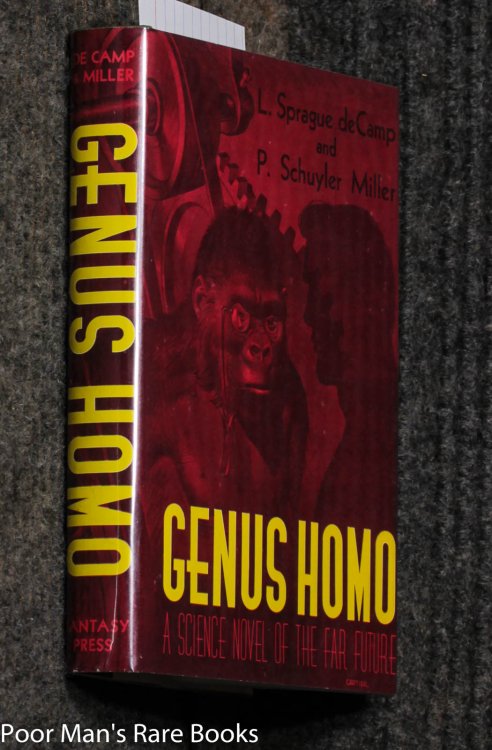 DE CAMP
& MILLER
GENUS HOMO
FANTASY
PRESS
L. Sprague deCamp
and
P. Schuyler Miller
GENUS HOMO
A SCIENCE NOVEL OF THE FAR FUTURE
Poor Man's Rare Books